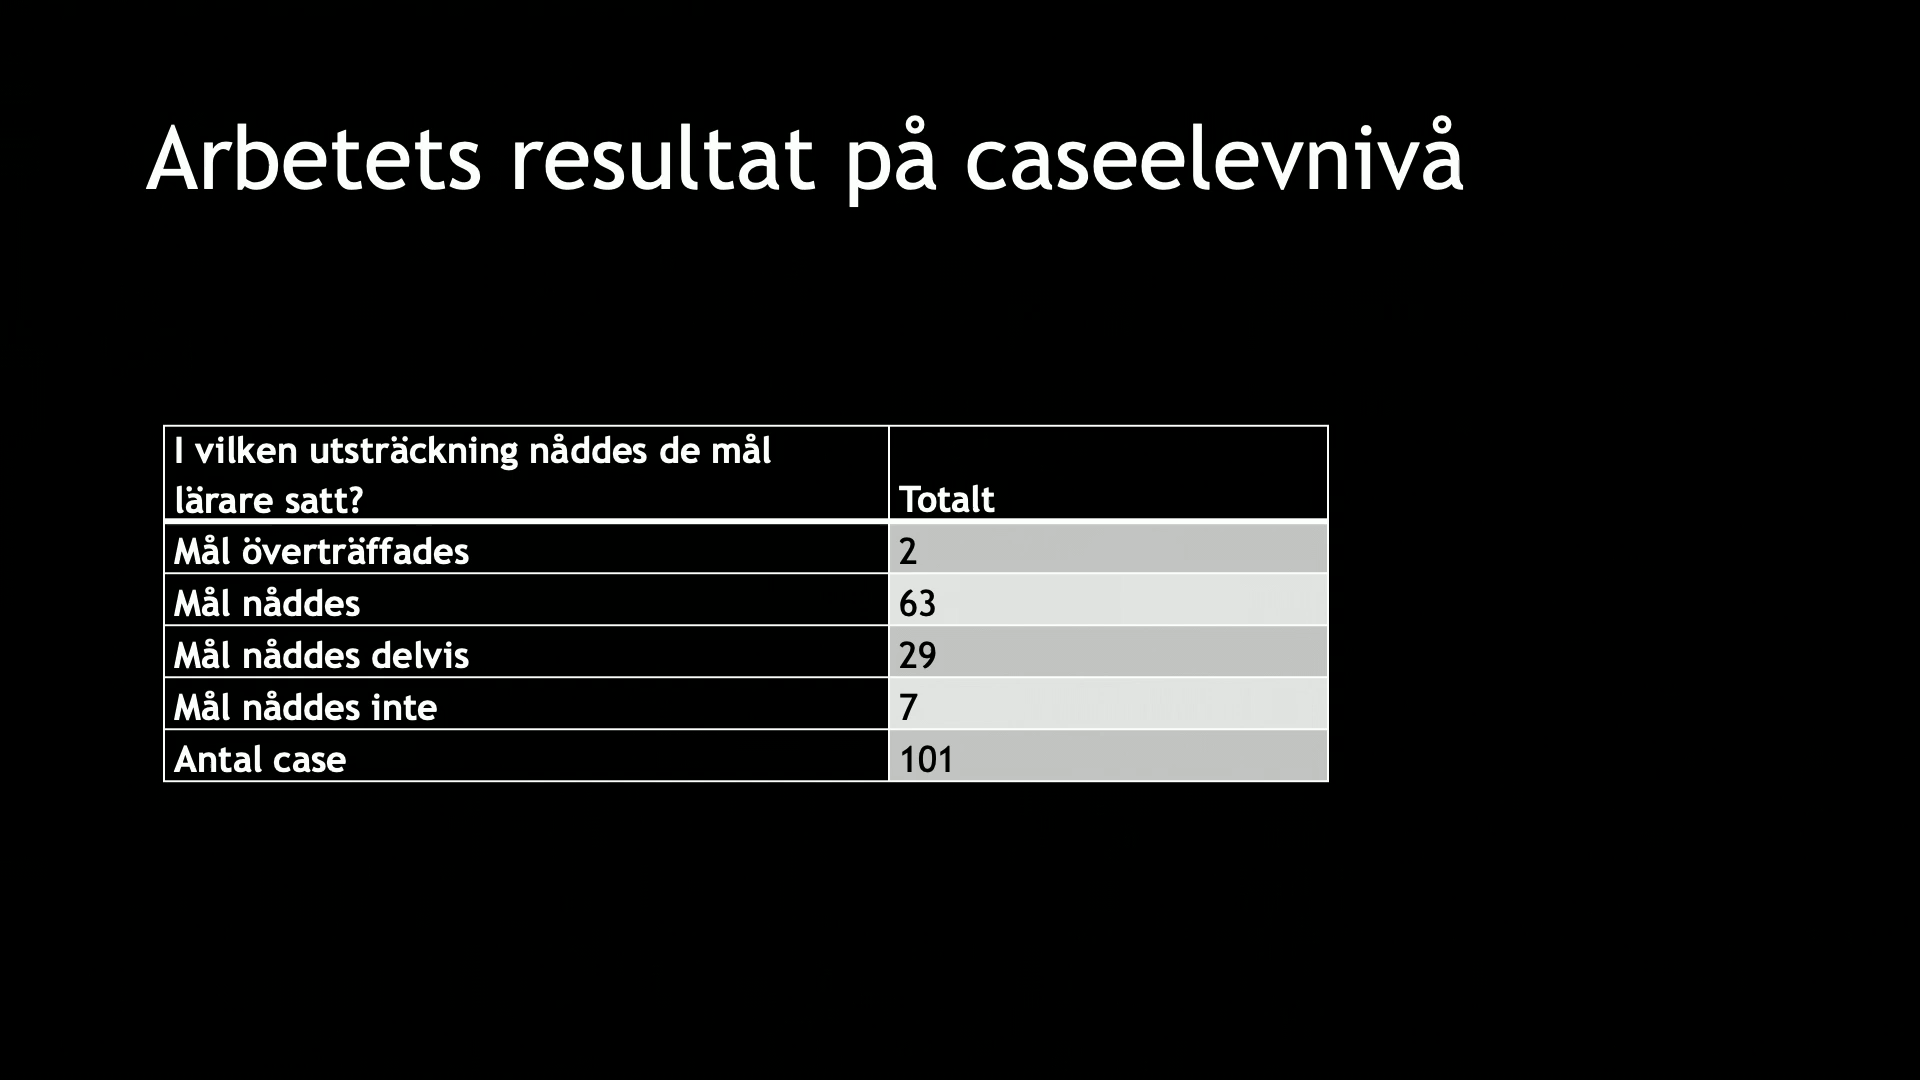 Arbetets resultat på caseelevnivå
I vilken utsträckning nåddes de mål
lärare satt?
Totalt
Mål överträffades 2
Mål nåddes 63
Mål nåddes delvis 29
Mål nåddes inte 7
Antal case 101